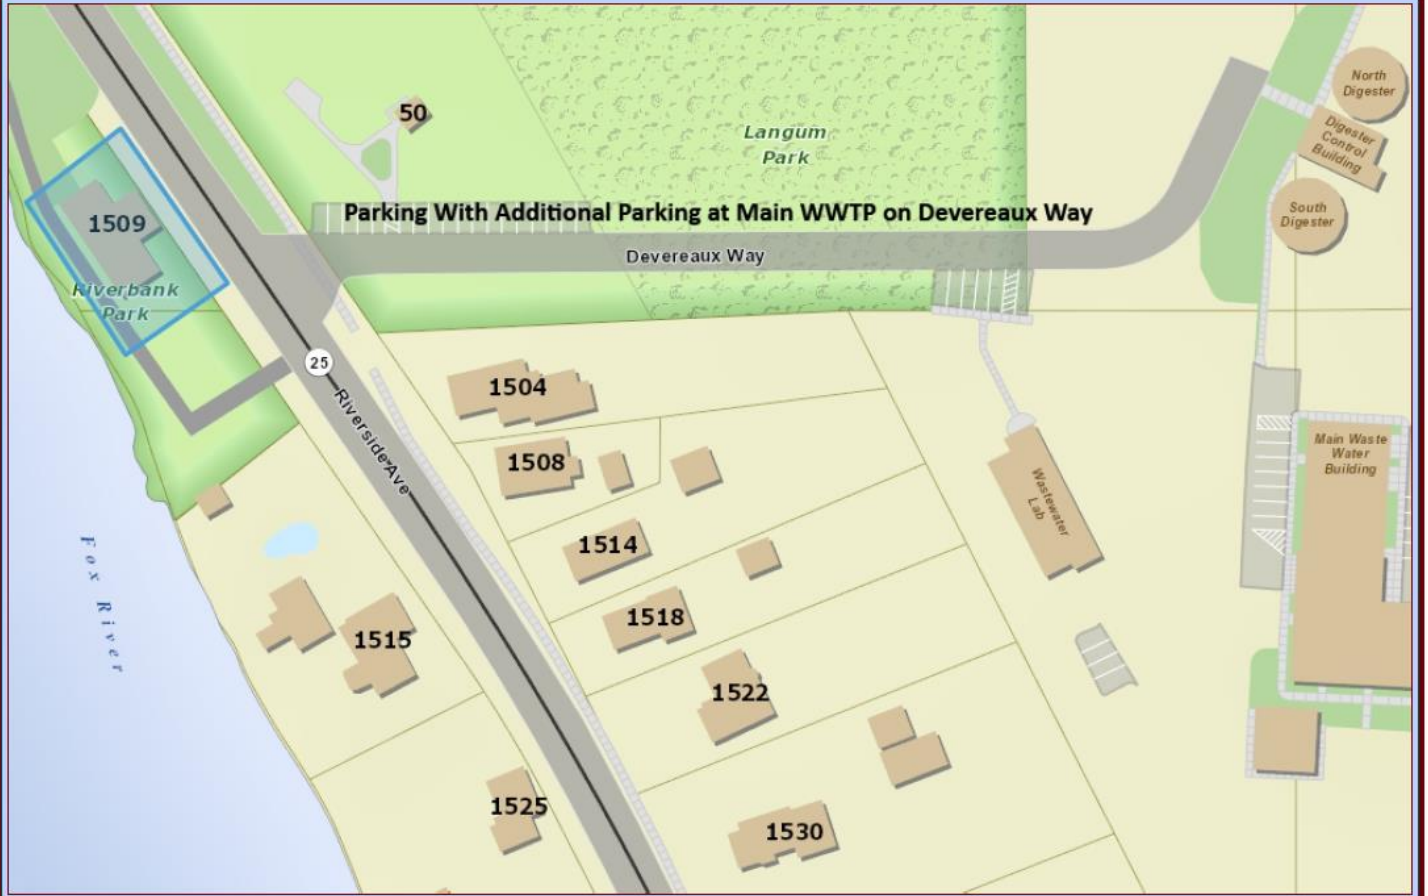 North
Digester
50
Digester
Control
Building
Langum
Park
1509
Parking With Additional Parking at Main WWTP on Devereaux Way
South
Digester
Devereaux Way
Riverbank
Park
25
1504
Riverside Ave
Main Waste
Water
Building
1508
Wastewater
Lab
1514
Fox River
1518
1515
1522
1525
1530